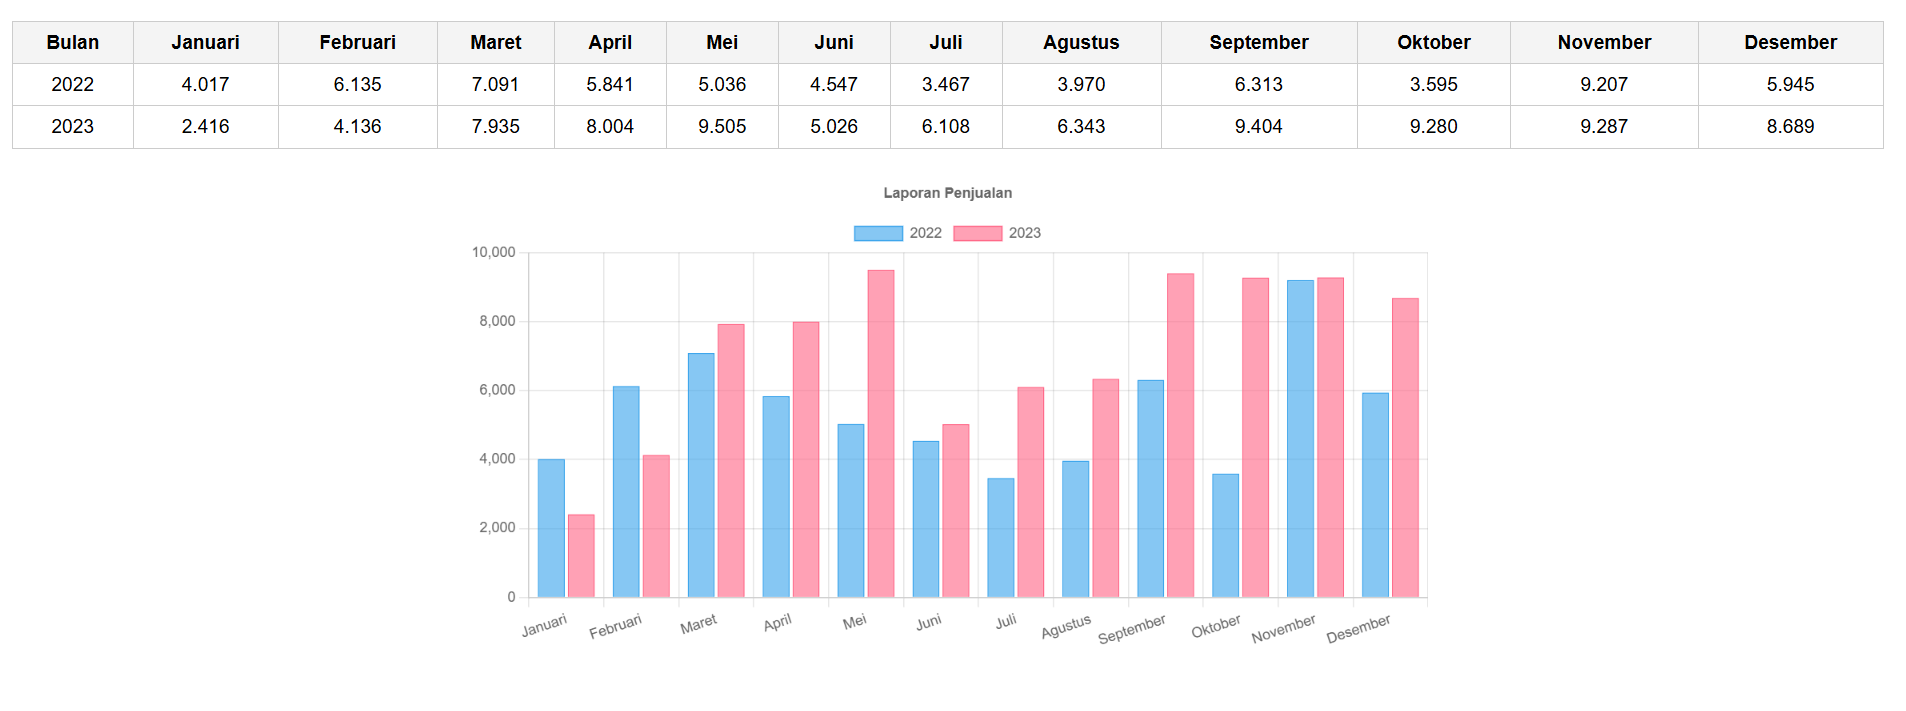 Bulan Januari Februari Maret April Mei Juni Juli Agustus September Oktober November Desember
2022 4.017 6.135 7.091 5.841 5.036 4.547 3.467 3.970 6.313 3.595 9.207 5.945
2023 2.416 4.136 7.935 8.004 9.505 5.026 6.108 6.343 9.404 9.280 9.287 8.689
Laporan Penjualan
2022 2023
10,000
8,000
6,000
4,000
2,000
0
Januari Februari Maret April Mei Juni Juli Agustus September Oktober November Desember